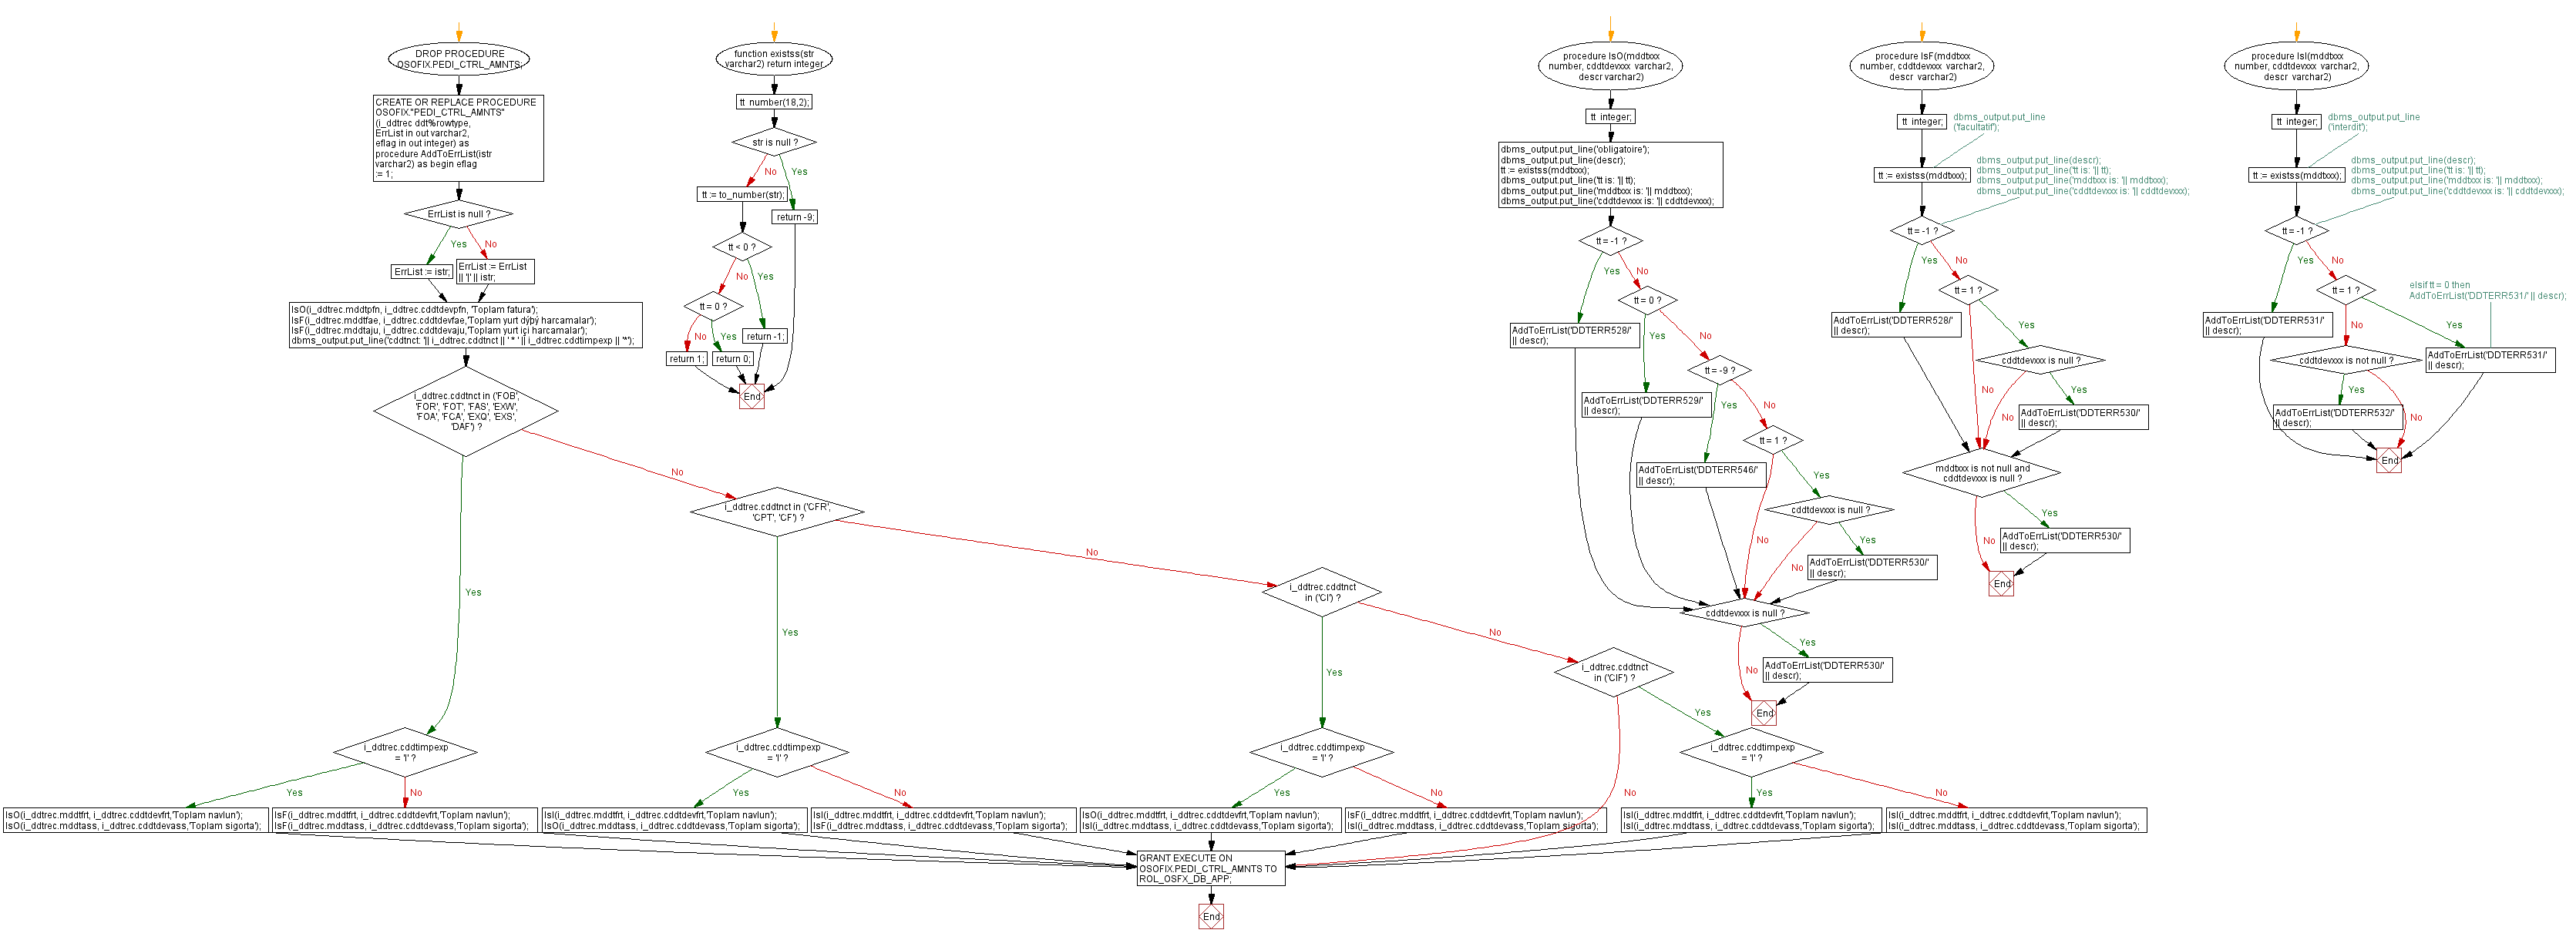 DROP PROCEDURE
OSOFIX.PEDI_CTRL_AMNTS;
CREATE OR REPLACE PROCEDURE
OSOFIX."PEDI_CTRL_AMNTS"
(i_ddtrec ddt%rowtype,
ErrList in out varchar2,
eflag in out integer) as
procedure AddToErrList(istr
varchar2) as begin eflag
:= 1;
ErrList is null ?
Yes
No
ErrList := istr;
ErrList := ErrList
|| '|' || istr;
IsO(i_ddtrec.mddtpfn, i_ddtrec.cddtdevpfn, 'Toplam fatura');
IsF(i_ddtrec.mddtfae, i_ddtrec.cddtdevfae,'Toplam yurt dýþý harcamalar');
IsF(i_ddtrec.mddtaju, i_ddtrec.cddtdevaju,'Toplam yurt içi harcamalar');
dbms_output.put_line('cddtnct: '|| i_ddtrec.cddtnct || ' * ' || i_ddtrec.cddtimpexp || '*');
i_ddtrec.cddtnct in ('FOB',
'FOR', 'FOT', 'FAS', 'EXW',
'FOA', 'FCA', 'EXQ', 'EXS',
'DAF') ?
No
Yes
i_ddtrec.cddtnct in ('CFR',
'CPT', 'CF') ?
No
Yes
i_ddtrec.cddtnct
in ('CI') ?
No
Yes
i_ddtrec.cddtnct
in ('CIF') ?
Yes
No
i_ddtrec.cddtimpexp
= 'I' ?
Yes
No
i_ddtrec.cddtimpexp
= 'I' ?
Yes
No
i_ddtrec.cddtimpexp
= 'I' ?
Yes
No
i_ddtrec.cddtimpexp
= 'I' ?
Yes
No
IsO(i_ddtrec.mddtfrt, i_ddtrec.cddtdevfrt,'Toplam navlun');
IsO(i_ddtrec.mddtass, i_ddtrec.cddtdevass,'Toplam sigorta');
IsF(i_ddtrec.mddtfrt, i_ddtrec.cddtdevfrt,'Toplam navlun');
IsF(i_ddtrec.mddtass, i_ddtrec.cddtdevass,'Toplam sigorta');
IsI(i_ddtrec.mddtfrt, i_ddtrec.cddtdevfrt,'Toplam navlun');
IsO(i_ddtrec.mddtass, i_ddtrec.cddtdevass,'Toplam sigorta');
IsI(i_ddtrec.mddtfrt, i_ddtrec.cddtdevfrt,'Toplam navlun');
IsF(i_ddtrec.mddtass, i_ddtrec.cddtdevass,'Toplam sigorta');
IsO(i_ddtrec.mddtfrt, i_ddtrec.cddtdevfrt,'Toplam navlun');
IsI(i_ddtrec.mddtass, i_ddtrec.cddtdevass,'Toplam sigorta');
IsF(i_ddtrec.mddtfrt, i_ddtrec.cddtdevfrt,'Toplam navlun');
IsI(i_ddtrec.mddtass, i_ddtrec.cddtdevass,'Toplam sigorta');
IsI(i_ddtrec.mddtfrt, i_ddtrec.cddtdevfrt,'Toplam navlun');
IsI(i_ddtrec.mddtass, i_ddtrec.cddtdevass,'Toplam sigorta');
IsI(i_ddtrec.mddtfrt, i_ddtrec.cddtdevfrt,'Toplam navlun');
IsI(i_ddtrec.mddtass, i_ddtrec.cddtdevass,'Toplam sigorta');
GRANT EXECUTE ON
OSOFIX.PEDI_CTRL_AMNTS TO
ROL_OSFX_DB_APP;
End
function existss(str
varchar2) return integer
tt number(18,2);
str is null ?
No
Yes
tt := to_number(str);
return -9;
tt < 0 ?
No
Yes
tt = 0 ?
return -1;
No
Yes
return 1;
return 0;
End
procedure IsO(mddtxxx
number, cddtdevxxx varchar2,
descr varchar2)
tt integer;
dbms_output.put_line('obligatoire');
dbms_output.put_line(descr);
tt := existss(mddtxxx);
dbms_output.put_line('tt is: '|| tt);
dbms_output.put_line('mddtxxx is: '|| mddtxxx);
dbms_output.put_line('cddtdevxxx is: '|| cddtdevxxx);
tt = -1 ?
Yes
No
tt = 0 ?
AddToErrList('DDTERR528/'
|| descr);
Yes
No
tt = -9 ?
AddToErrList('DDTERR529/'
|| descr);
Yes
No
tt = 1 ?
AddToErrList('DDTERR546/'
|| descr);
Yes
No
cddtdevxxx is null ?
Yes
No
AddToErrList('DDTERR530/'
|| descr);
cddtdevxxx is null ?
Yes
No
AddToErrList('DDTERR530/'
|| descr);
End
procedure IsF(mddtxxx
number, cddtdevxxx varchar2,
descr varchar2)
tt integer;
dbms_output.put_line
('facultatif');
tt := existss(mddtxxx);
dbms_output.put_line(descr);
dbms_output.put_line('tt is: '|| tt);
dbms_output.put_line('mddtxxx is: '|| mddtxxx);
dbms_output.put_line('cddtdevxxx is: '|| cddtdevxxx);
tt = -1 ?
Yes
No
tt = 1 ?
AddToErrList('DDTERR528/'
|| descr);
Yes
No
cddtdevxxx is null ?
Yes
No
AddToErrList('DDTERR530/'
|| descr);
mddtxxx is not null and
cddtdevxxx is null ?
Yes
No
AddToErrList('DDTERR530/'
|| descr);
End
procedure IsI(mddtxxx
number, cddtdevxxx varchar2,
descr varchar2)
tt integer;
dbms_output.put_line
('interdit');
tt := existss(mddtxxx);
dbms_output.put_line(descr);
dbms_output.put_line('tt is: '|| tt);
dbms_output.put_line('mddtxxx is: '|| mddtxxx);
dbms_output.put_line('cddtdevxxx is: '|| cddtdevxxx);
tt = -1 ?
Yes
No
tt = 1 ?
elsif tt = 0 then
AddToErrList('DDTERR531/' || descr);
AddToErrList('DDTERR531/'
|| descr);
No
Yes
cddtdevxxx is not null ?
AddToErrList('DDTERR531/'
|| descr);
Yes
No
AddToErrList('DDTERR532/'
|| descr);
End